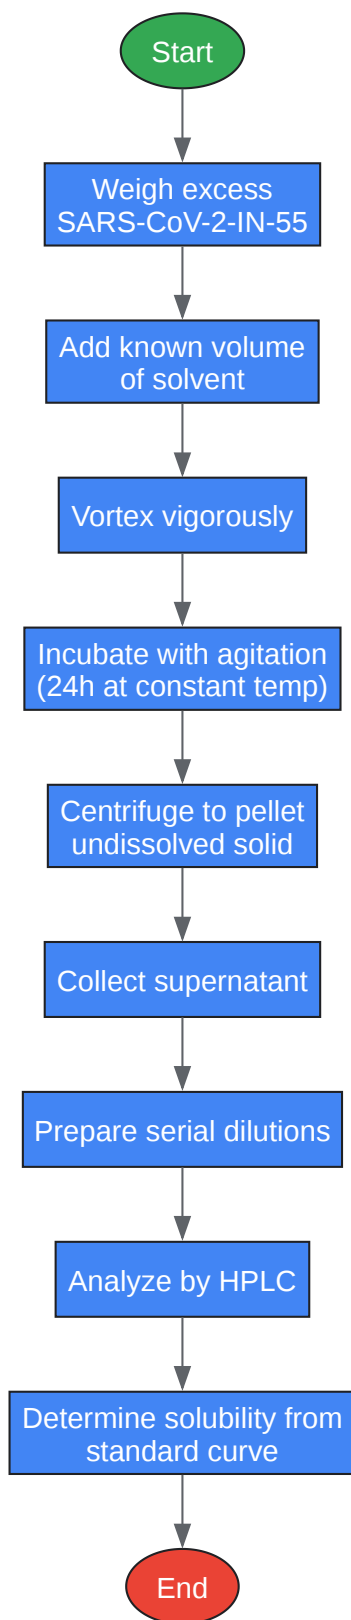 Start
Weigh excess
SARS-CoV-2-IN-55
Add known volume
of solvent
Vortex vigorously
Incubate with agitation
(24h at constant temp)
Centrifuge to pellet
undissolved solid
Collect supernatant
Prepare serial dilutions
Analyze by HPLC
Determine solubility from
standard curve
End